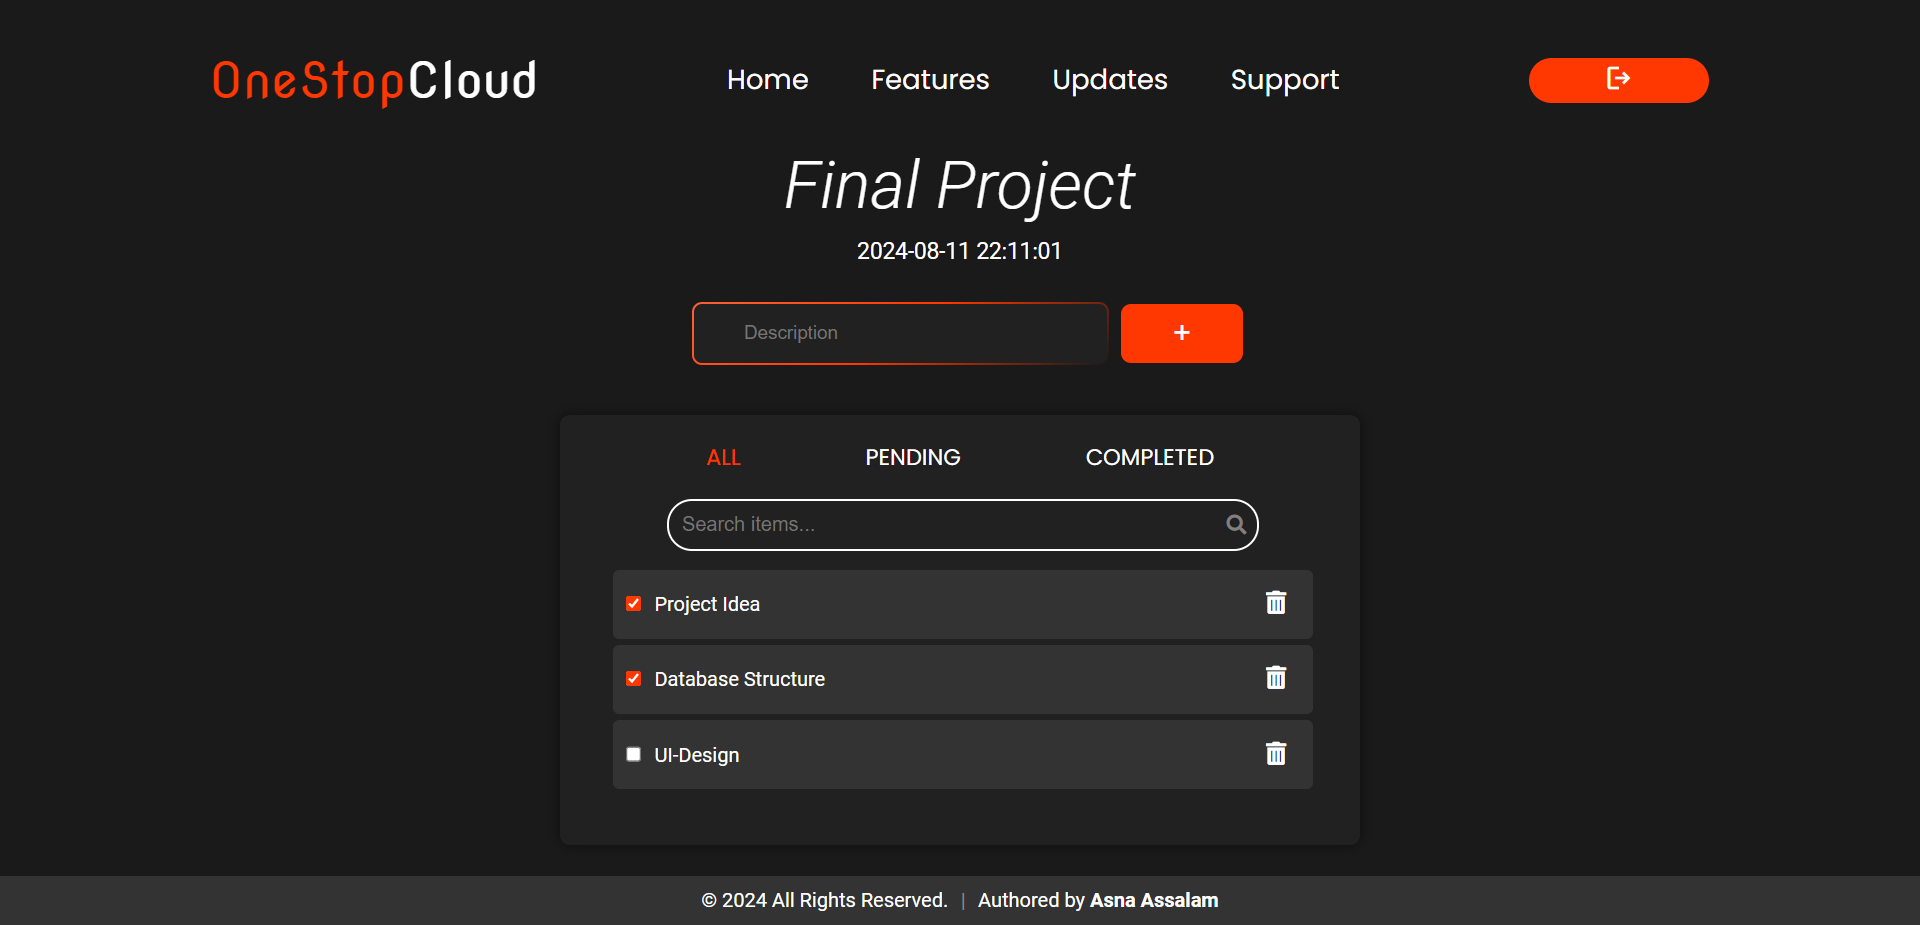 OneStopCloud
Home Features Updates Support
Final Project
2024-08-11 22:11:01
Description +
ALL PENDING COMPLETED
Search items...
Project Idea
Database Structure
UI-Design
© 2024 All Rights Reserved. | Authored by Asna Assalam